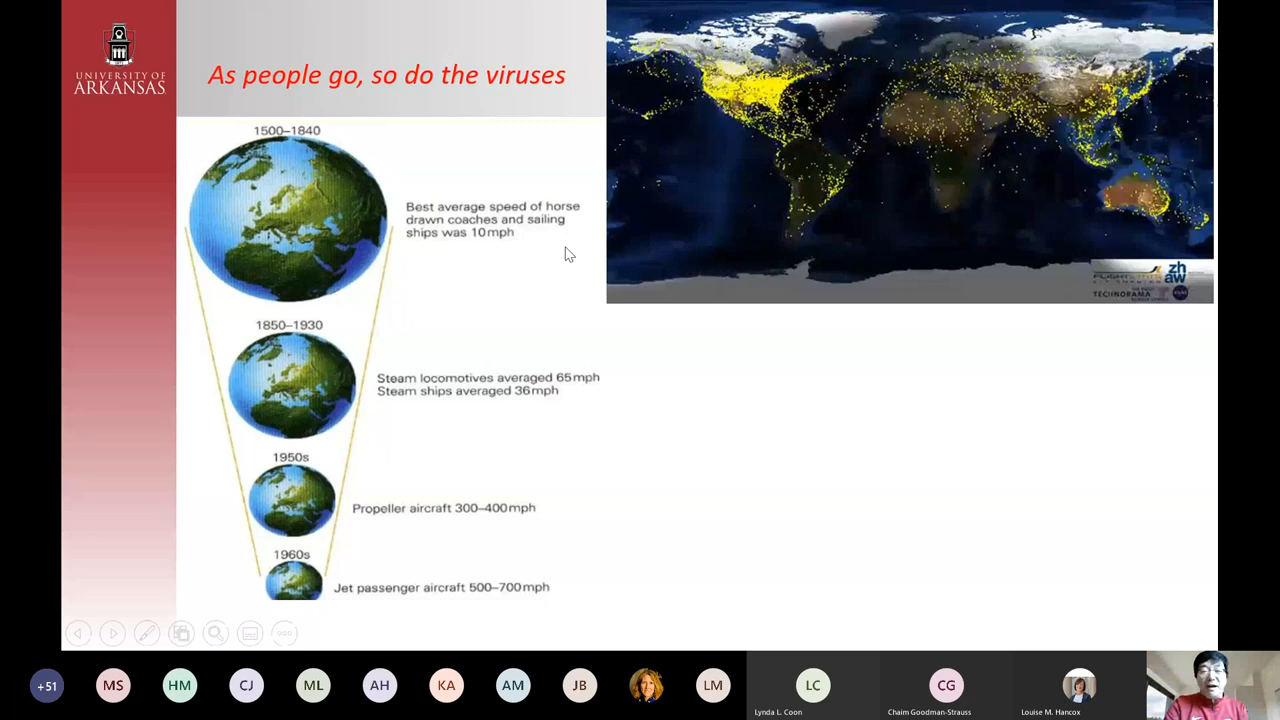 UNIVERSITY OF
ARKANSAS
As people go, so do the viruses
1500–1840
Best average speed of horse
drawn coaches and sailing
ships was 10mph
1850–1930
Steam locomotives averaged 65mph
Steam ships averaged 36mph
1950s
Propeller aircraft 300–400mph
1960s
Jet passenger aircraft 500–700mph
zh
aw
TECHNORAMA
+51
MS
HM
CJ
ML
AH
KA
AM
JB
LM
LC
Lynda L. Coon
CG
Chaim Goodman-Strauss
Louise M. Hancox